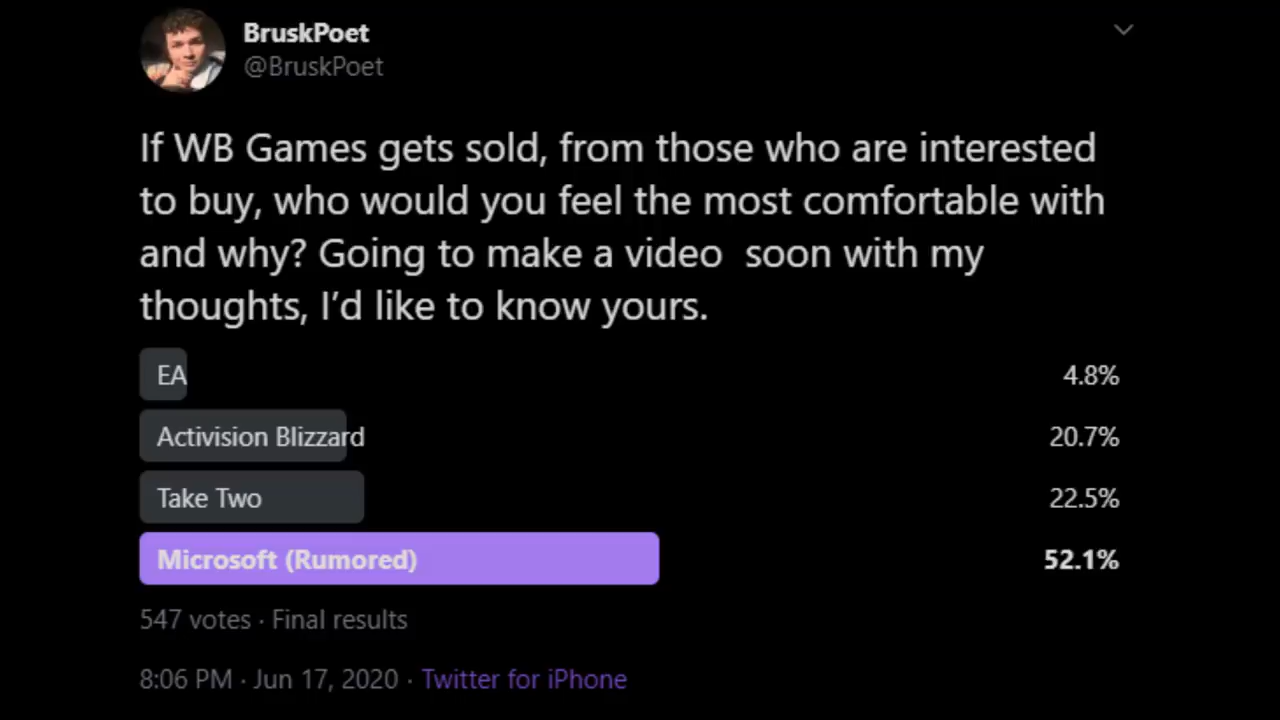 BruskPoet
@BruskPoet
If WB Games gets sold, from those who are interested
to buy, who would you feel the most comfortable with
and why? Going to make a video  soon with my
thoughts, I’d like to know yours.
EA 4.8%
Activision Blizzard 20.7%
Take Two 22.5%
Microsoft (Rumored) 52.1%
547 votes · Final results
8:06 PM · Jun 17, 2020 · Twitter for iPhone